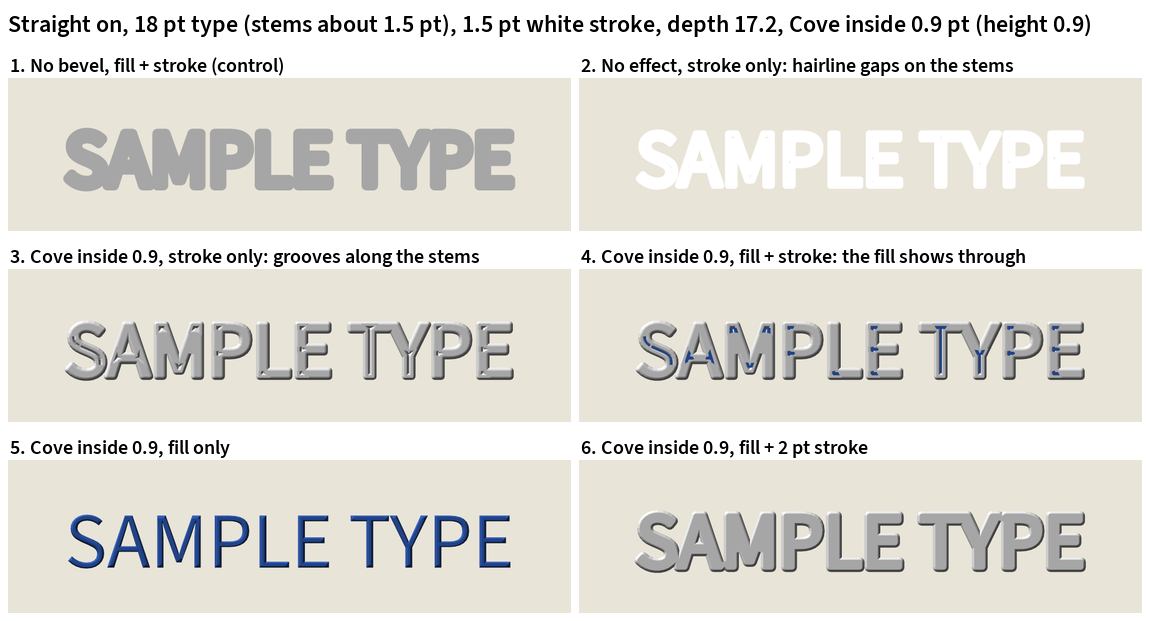 Straight on, 18 pt type (stems about 1.5 pt), 1.5 pt white stroke, depth 17.2, Cove inside 0.9 pt (height 0.9)
1. No bevel, fill + stroke (control)
2. No effect, stroke only: hairline gaps on the stems
SAMPLE TYPE
SAMPLE TYPE
3. Cove inside 0.9, stroke only: grooves along the stems
4. Cove inside 0.9, fill + stroke: the fill shows through
SAMPLE TYPE
SAMPLE TYPE
5. Cove inside 0.9, fill only
6. Cove inside 0.9, fill + 2 pt stroke
SAMPLE TYPE
SAMPLE TYPE